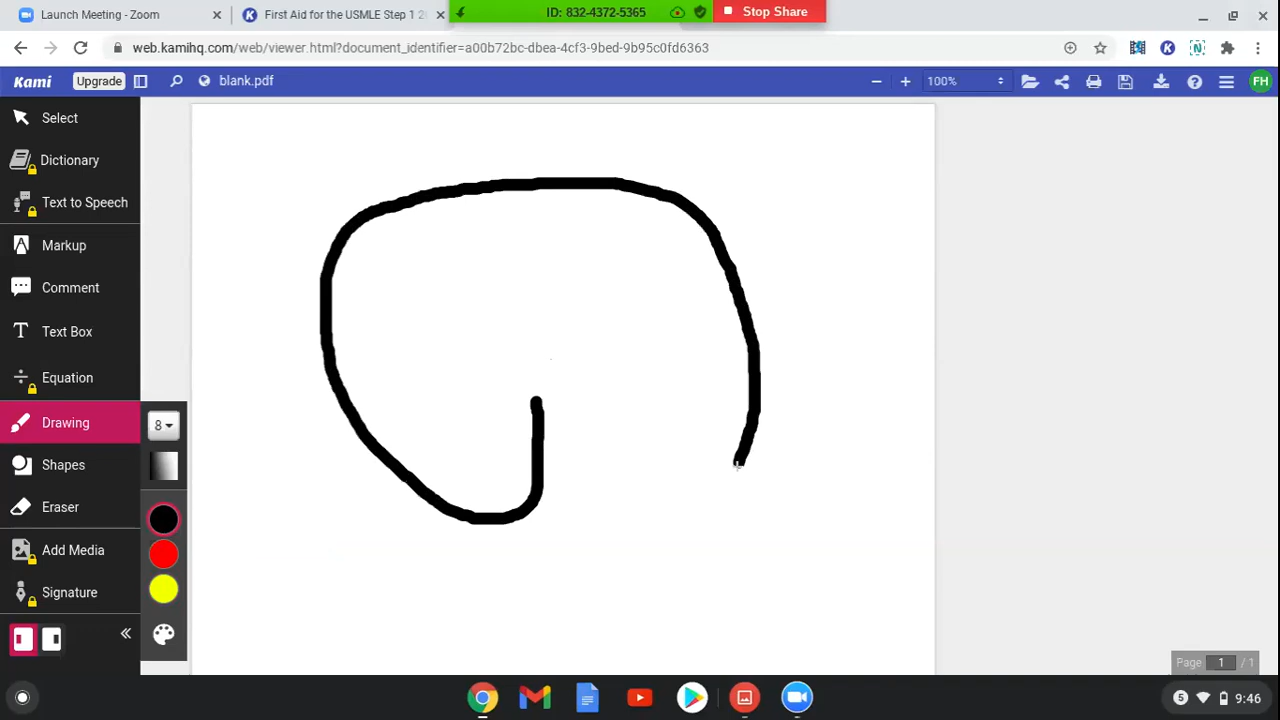 Launch Meeting - Zoom
First Aid for the USMLE Step 1 2
ID: 832-4372-5365
Stop Share
web.kamihq.com/web/viewer.html?document_identifier=a00b72bc-dbea-4cf3-9bed-9b95c0fd6363
Kami Upgrade blank.pdf 100% FH
Select
Dictionary
Text to Speech
Markup
Comment
Text Box
Equation
Drawing
8
Shapes
Eraser
Add Media
Signature
Page 1 / 1
5 9:46